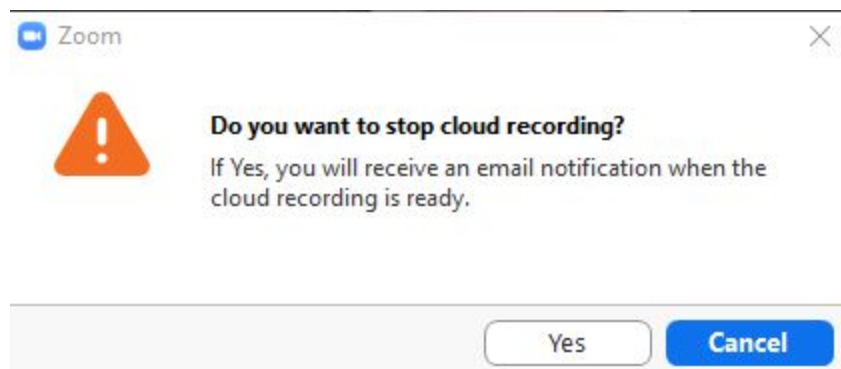 Zoom
Do you want to stop cloud recording?
If Yes, you will receive an email notification when the
cloud recording is ready.
Yes
Cancel